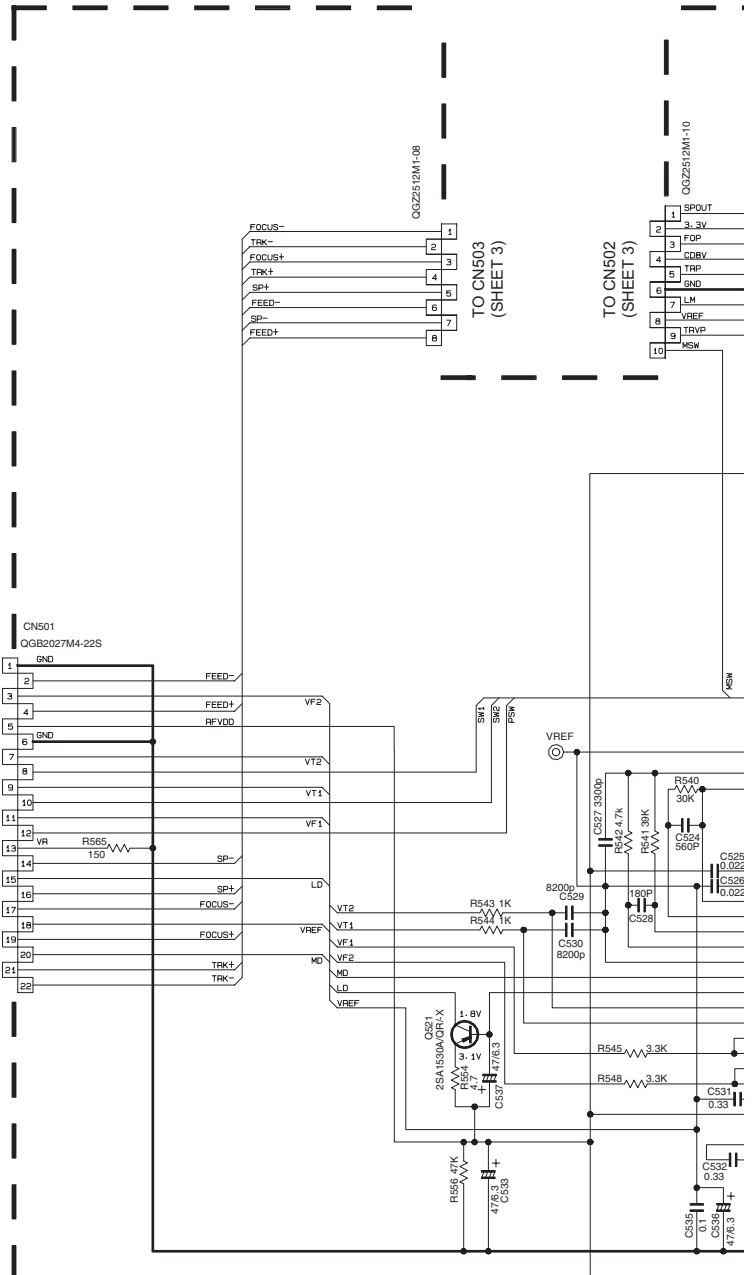 QGZ2512M1-08
QGZ2512M1-10
FOCUS- 1
TRK- 2
FOCUS+ 3
TRK+ 4
SP+ 5
FEED- 6
SP- 7
FEED+ 8
TO CN503
(SHEET 3)
TO CN502
(SHEET 3)
1 SPOUT
2 3.3V
3 FOP
4 CD8V
5 TRP
6 GND
7 LM
8 VREF
9 TRVP
10 MSW
MSW
CN501
QGB2027M4-22S
1 GND
2 FEED-
3 VF2
4 FEED+
5 RFVDD
6 GND
7 VT2
8
9 VT1
10
11 VF1
12
13 VR R565
150
14 SP-
15 LD
16 SP+
17 FOCUS-
18 VREF
19 FOCUS+
20 MD
21 TRK+
22 TRK-
SW1
SW2
PSW
VREF
C527 3300p
R542 4.7k
R541 39K
R540
30K
C524
560P
C525
0.022
C526
0.022
180P
C528
8200p
C529
R543 1K
R544 1K
C530
8200p
VT2
VT1
VF1
VF2
MD
LD
VREF
Q521
2SA1530A/QR/-X
1.8V
3.1V
R554
4.7
+
47/6.3
C537
R545 3.3K
R548 3.3K
C531
0.33
C532
0.33
R556 47K
+
47/6.3
C533
C535
0.1
C536
+
47/6.3